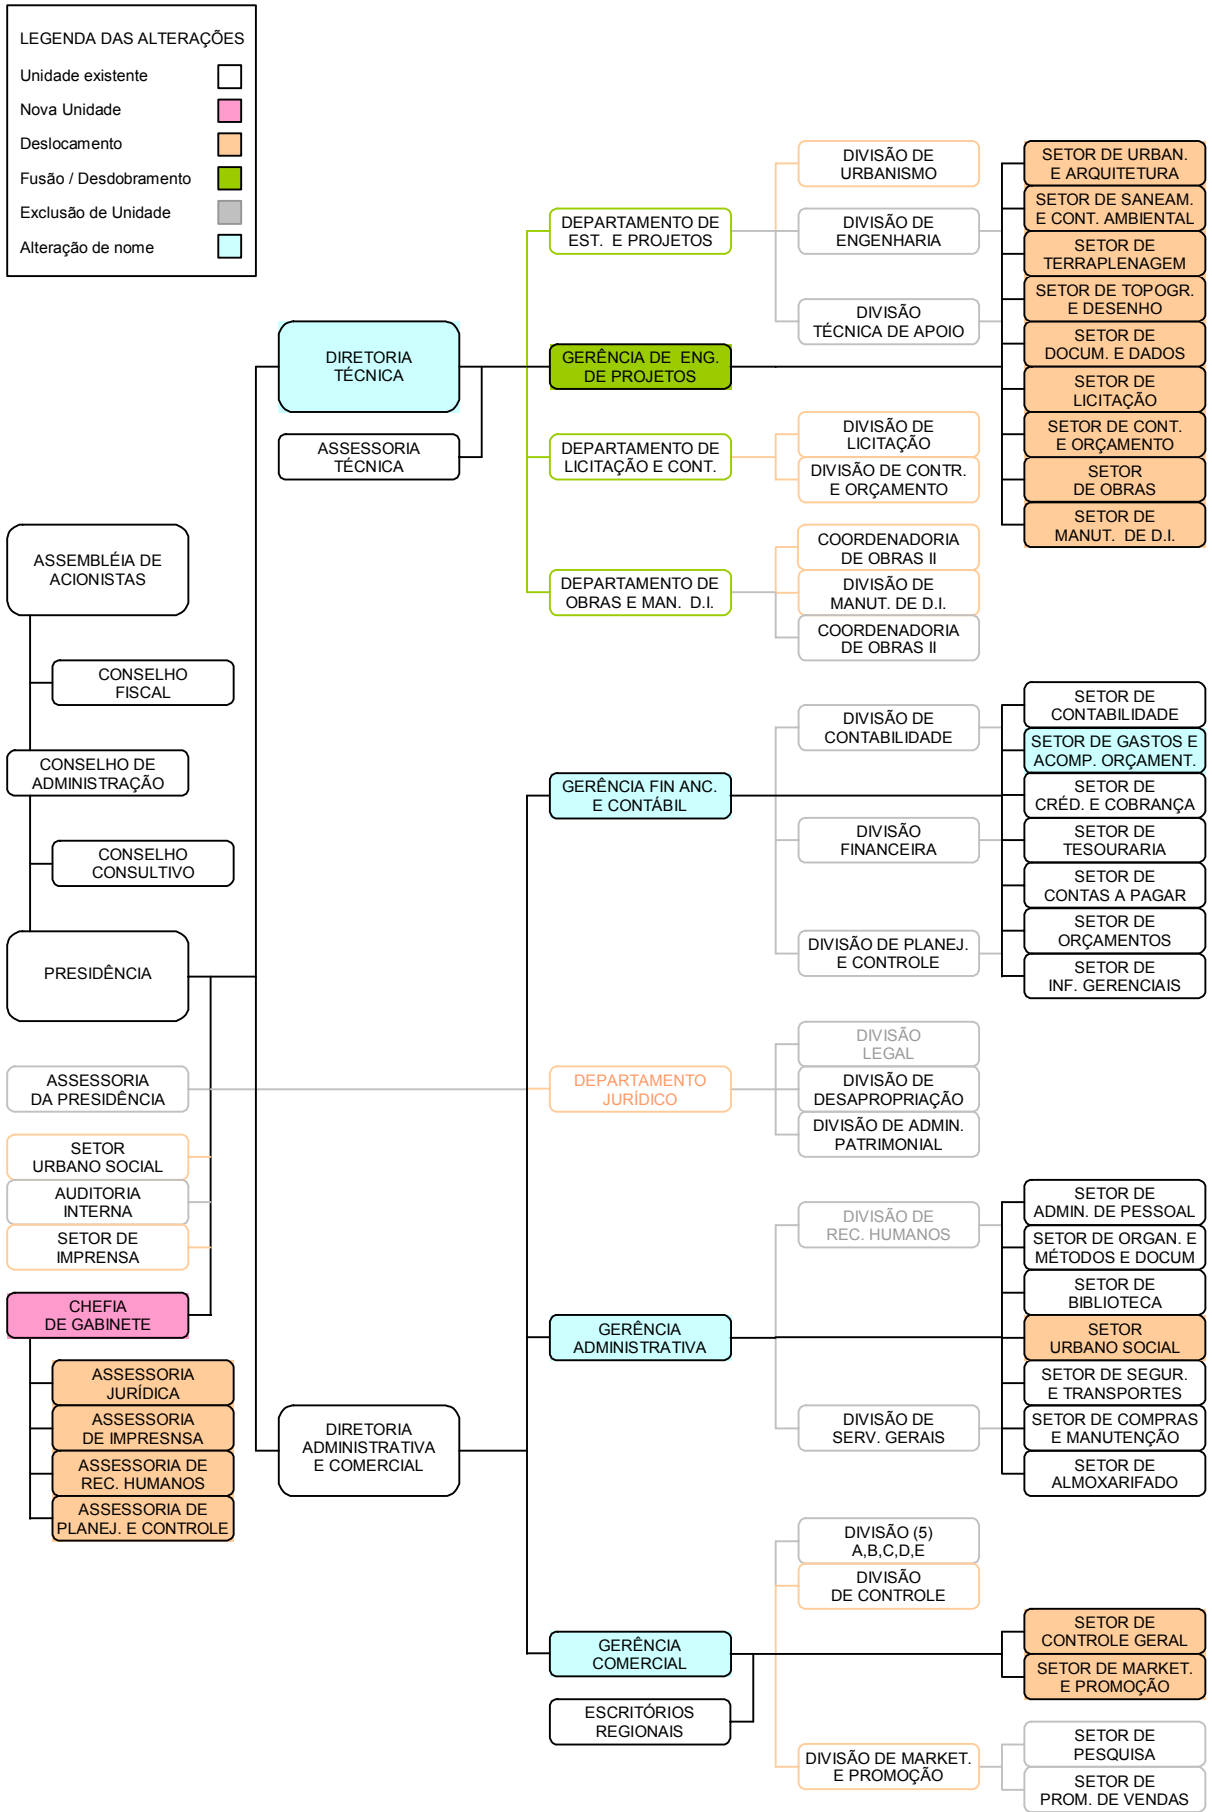 LEGENDA DAS ALTERAÇÕES
Unidade existente
Nova Unidade
Deslocamento
Fusão / Desdobramento
Exclusão de Unidade
Alteração de nome
ASSEMBLÉIA DE
ACIONISTAS
CONSELHO
FISCAL
CONSELHO DE
ADMINISTRAÇÃO
CONSELHO
CONSULTIVO
PRESIDÊNCIA
ASSESSORIA
DA PRESIDÊNCIA
SETOR
URBANO SOCIAL
AUDITORIA
INTERNA
SETOR DE
IMPRENSA
CHEFIA
DE GABINETE
ASSESSORIA
JURÍDICA
ASSESSORIA
DE IMPRESNSA
ASSESSORIA DE
REC. HUMANOS
ASSESSORIA DE
PLANEJ. E CONTROLE
DIRETORIA
TÉCNICA
ASSESSORIA
TÉCNICA
DIRETORIA
ADMINISTRATIVA
E COMERCIAL
DEPARTAMENTO DE
EST. E PROJETOS
GERÊNCIA DE ENG.
DE PROJETOS
DEPARTAMENTO DE
LICITAÇÃO E CONT.
DEPARTAMENTO DE
OBRAS E MAN. D.I.
GERÊNCIA FIN ANC.
E CONTÁBIL
DEPARTAMENTO
JURÍDICO
GERÊNCIA
ADMINISTRATIVA
GERÊNCIA
COMERCIAL
ESCRITÓRIOS
REGIONAIS
DIVISÃO DE
URBANISMO
DIVISÃO DE
ENGENHARIA
DIVISÃO
TÉCNICA DE APOIO
DIVISÃO DE
LICITAÇÃO
DIVISÃO DE CONTR.
E ORÇAMENTO
COORDENADORIA
DE OBRAS II
DIVISÃO DE
MANUT. DE D.I.
COORDENADORIA
DE OBRAS II
DIVISÃO DE
CONTABILIDADE
DIVISÃO
FINANCEIRA
DIVISÃO DE PLANEJ.
E CONTROLE
DIVISÃO
LEGAL
DIVISÃO DE
DESAPROPRIAÇÃO
DIVISÃO DE ADMIN.
PATRIMONIAL
DIVISÃO DE
REC. HUMANOS
DIVISÃO DE
SERV. GERAIS
DIVISÃO (5)
A,B,C,D,E
DIVISÃO
DE CONTROLE
DIVISÃO DE MARKET.
E PROMOÇÃO
SETOR DE URBAN.
E ARQUITETURA
SETOR DE SANEAM.
E CONT. AMBIENTAL
SETOR DE
TERRAPLENAGEM
SETOR DE TOPOGR.
E DESENHO
SETOR DE
DOCUM. E DADOS
SETOR DE
LICITAÇÃO
SETOR DE CONT.
E ORÇAMENTO
SETOR
DE OBRAS
SETOR DE
MANUT. DE D.I.
SETOR DE
CONTABILIDADE
SETOR DE GASTOS E
ACOMP. ORÇAMENT.
SETOR DE
CRÉD. E COBRANÇA
SETOR DE
TESOURARIA
SETOR DE
CONTAS A PAGAR
SETOR DE
ORÇAMENTOS
SETOR DE
INF. GERENCIAIS
SETOR DE
ADMIN. DE PESSOAL
SETOR DE ORGAN. E
MÉTODOS E DOCUM
SETOR DE
BIBLIOTECA
SETOR
URBANO SOCIAL
SETOR DE SEGUR.
E TRANSPORTES
SETOR DE COMPRAS
E MANUTENÇÃO
SETOR DE
ALMOXARIFADO
SETOR DE
CONTROLE GERAL
SETOR DE MARKET.
E PROMOÇÃO
SETOR DE
PESQUISA
SETOR DE
PROM. DE VENDAS